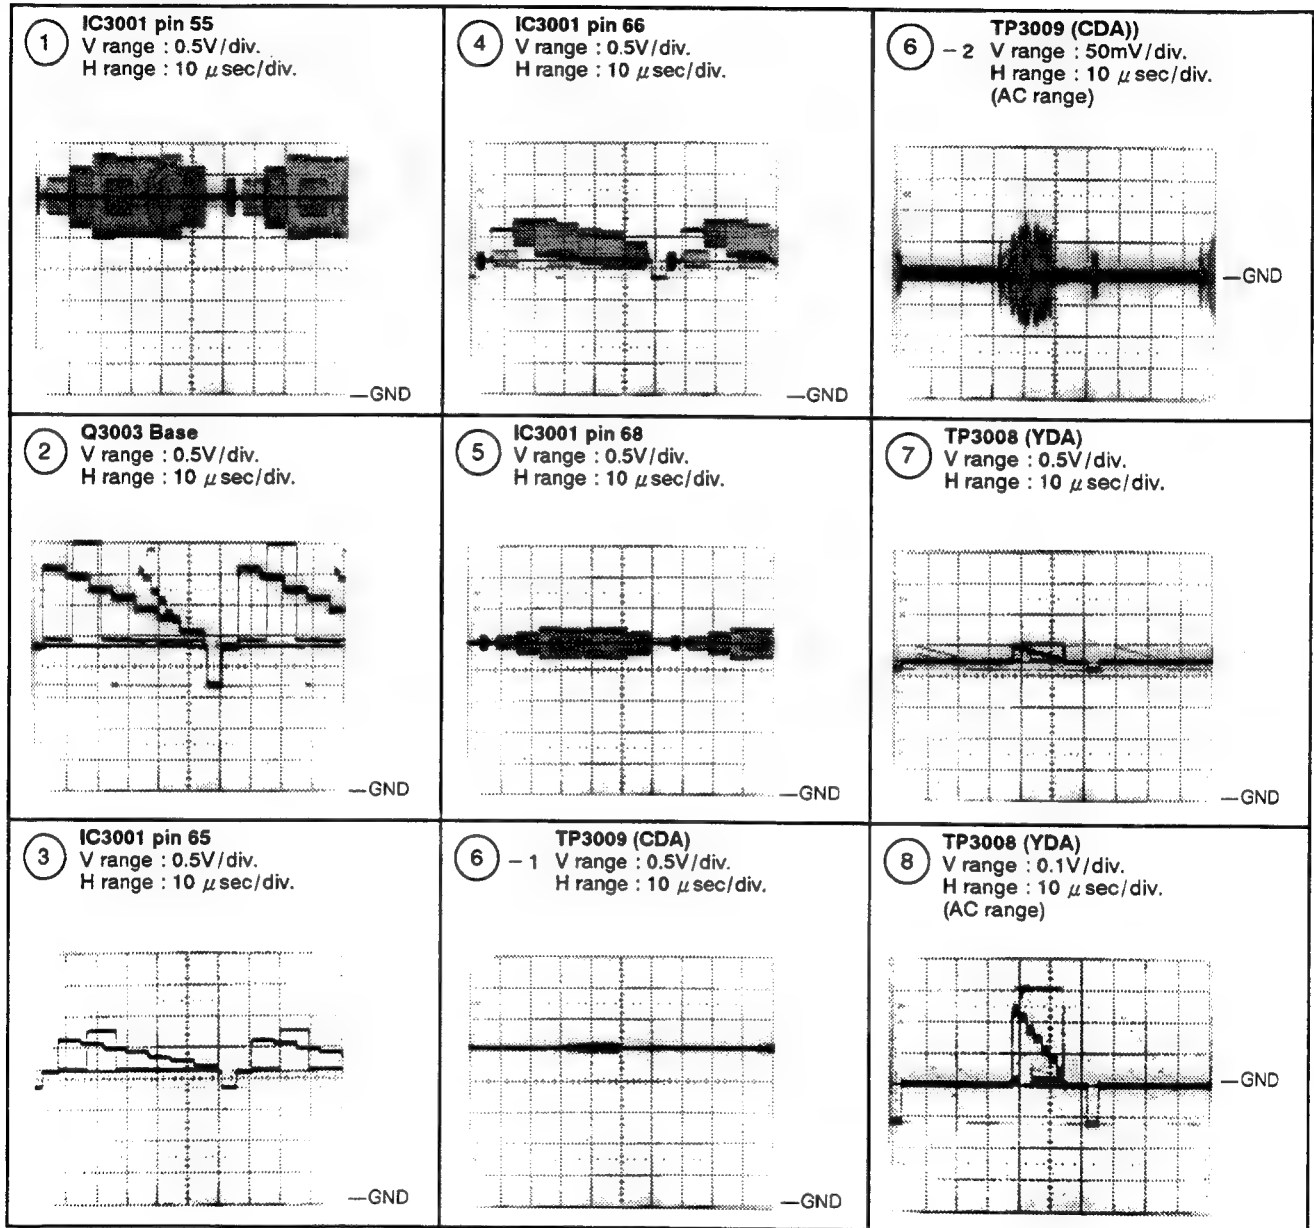 1
IC3001 pin 55
V range : 0.5V/div.
H range : 10 μsec/div.
—GND
4
IC3001 pin 66
V range : 0.5V/div.
H range : 10 μsec/div.
—GND
6 – 2
TP3009 (CDA))
V range : 50mV/div.
H range : 10 μsec/div.
(AC range)
—GND
2
Q3003 Base
V range : 0.5V/div.
H range : 10 μsec/div.
—GND
5
IC3001 pin 68
V range : 0.5V/div.
H range : 10 μsec/div.
—GND
7
TP3008 (YDA)
V range : 0.5V/div.
H range : 10 μsec/div.
—GND
3
IC3001 pin 65
V range : 0.5V/div.
H range : 10 μsec/div.
—GND
6 – 1
TP3009 (CDA)
V range : 0.5V/div.
H range : 10 μsec/div.
—GND
8
TP3008 (YDA)
V range : 0.1V/div.
H range : 10 μsec/div.
(AC range)
—GND